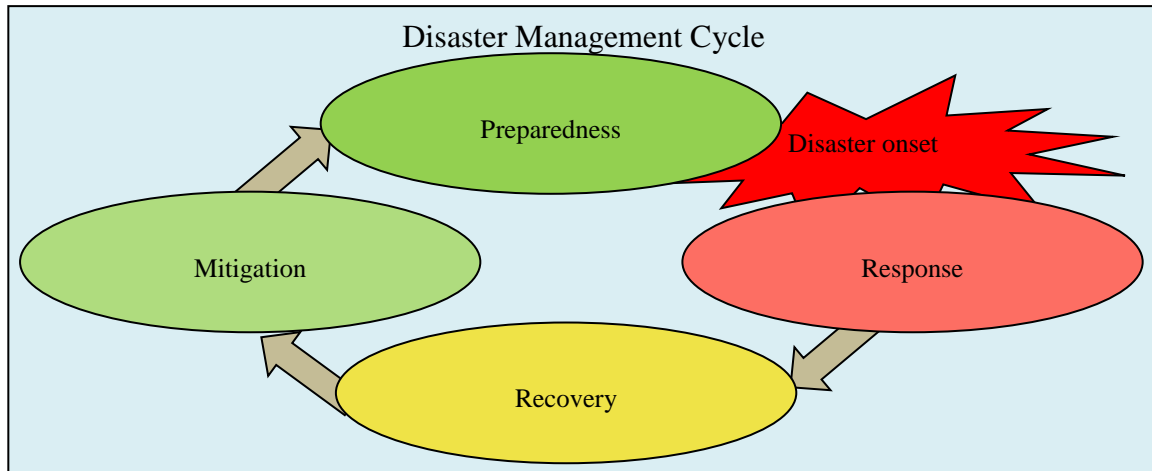 Disaster Management Cycle
Preparedness
Disaster onset
Mitigation
Response
Recovery